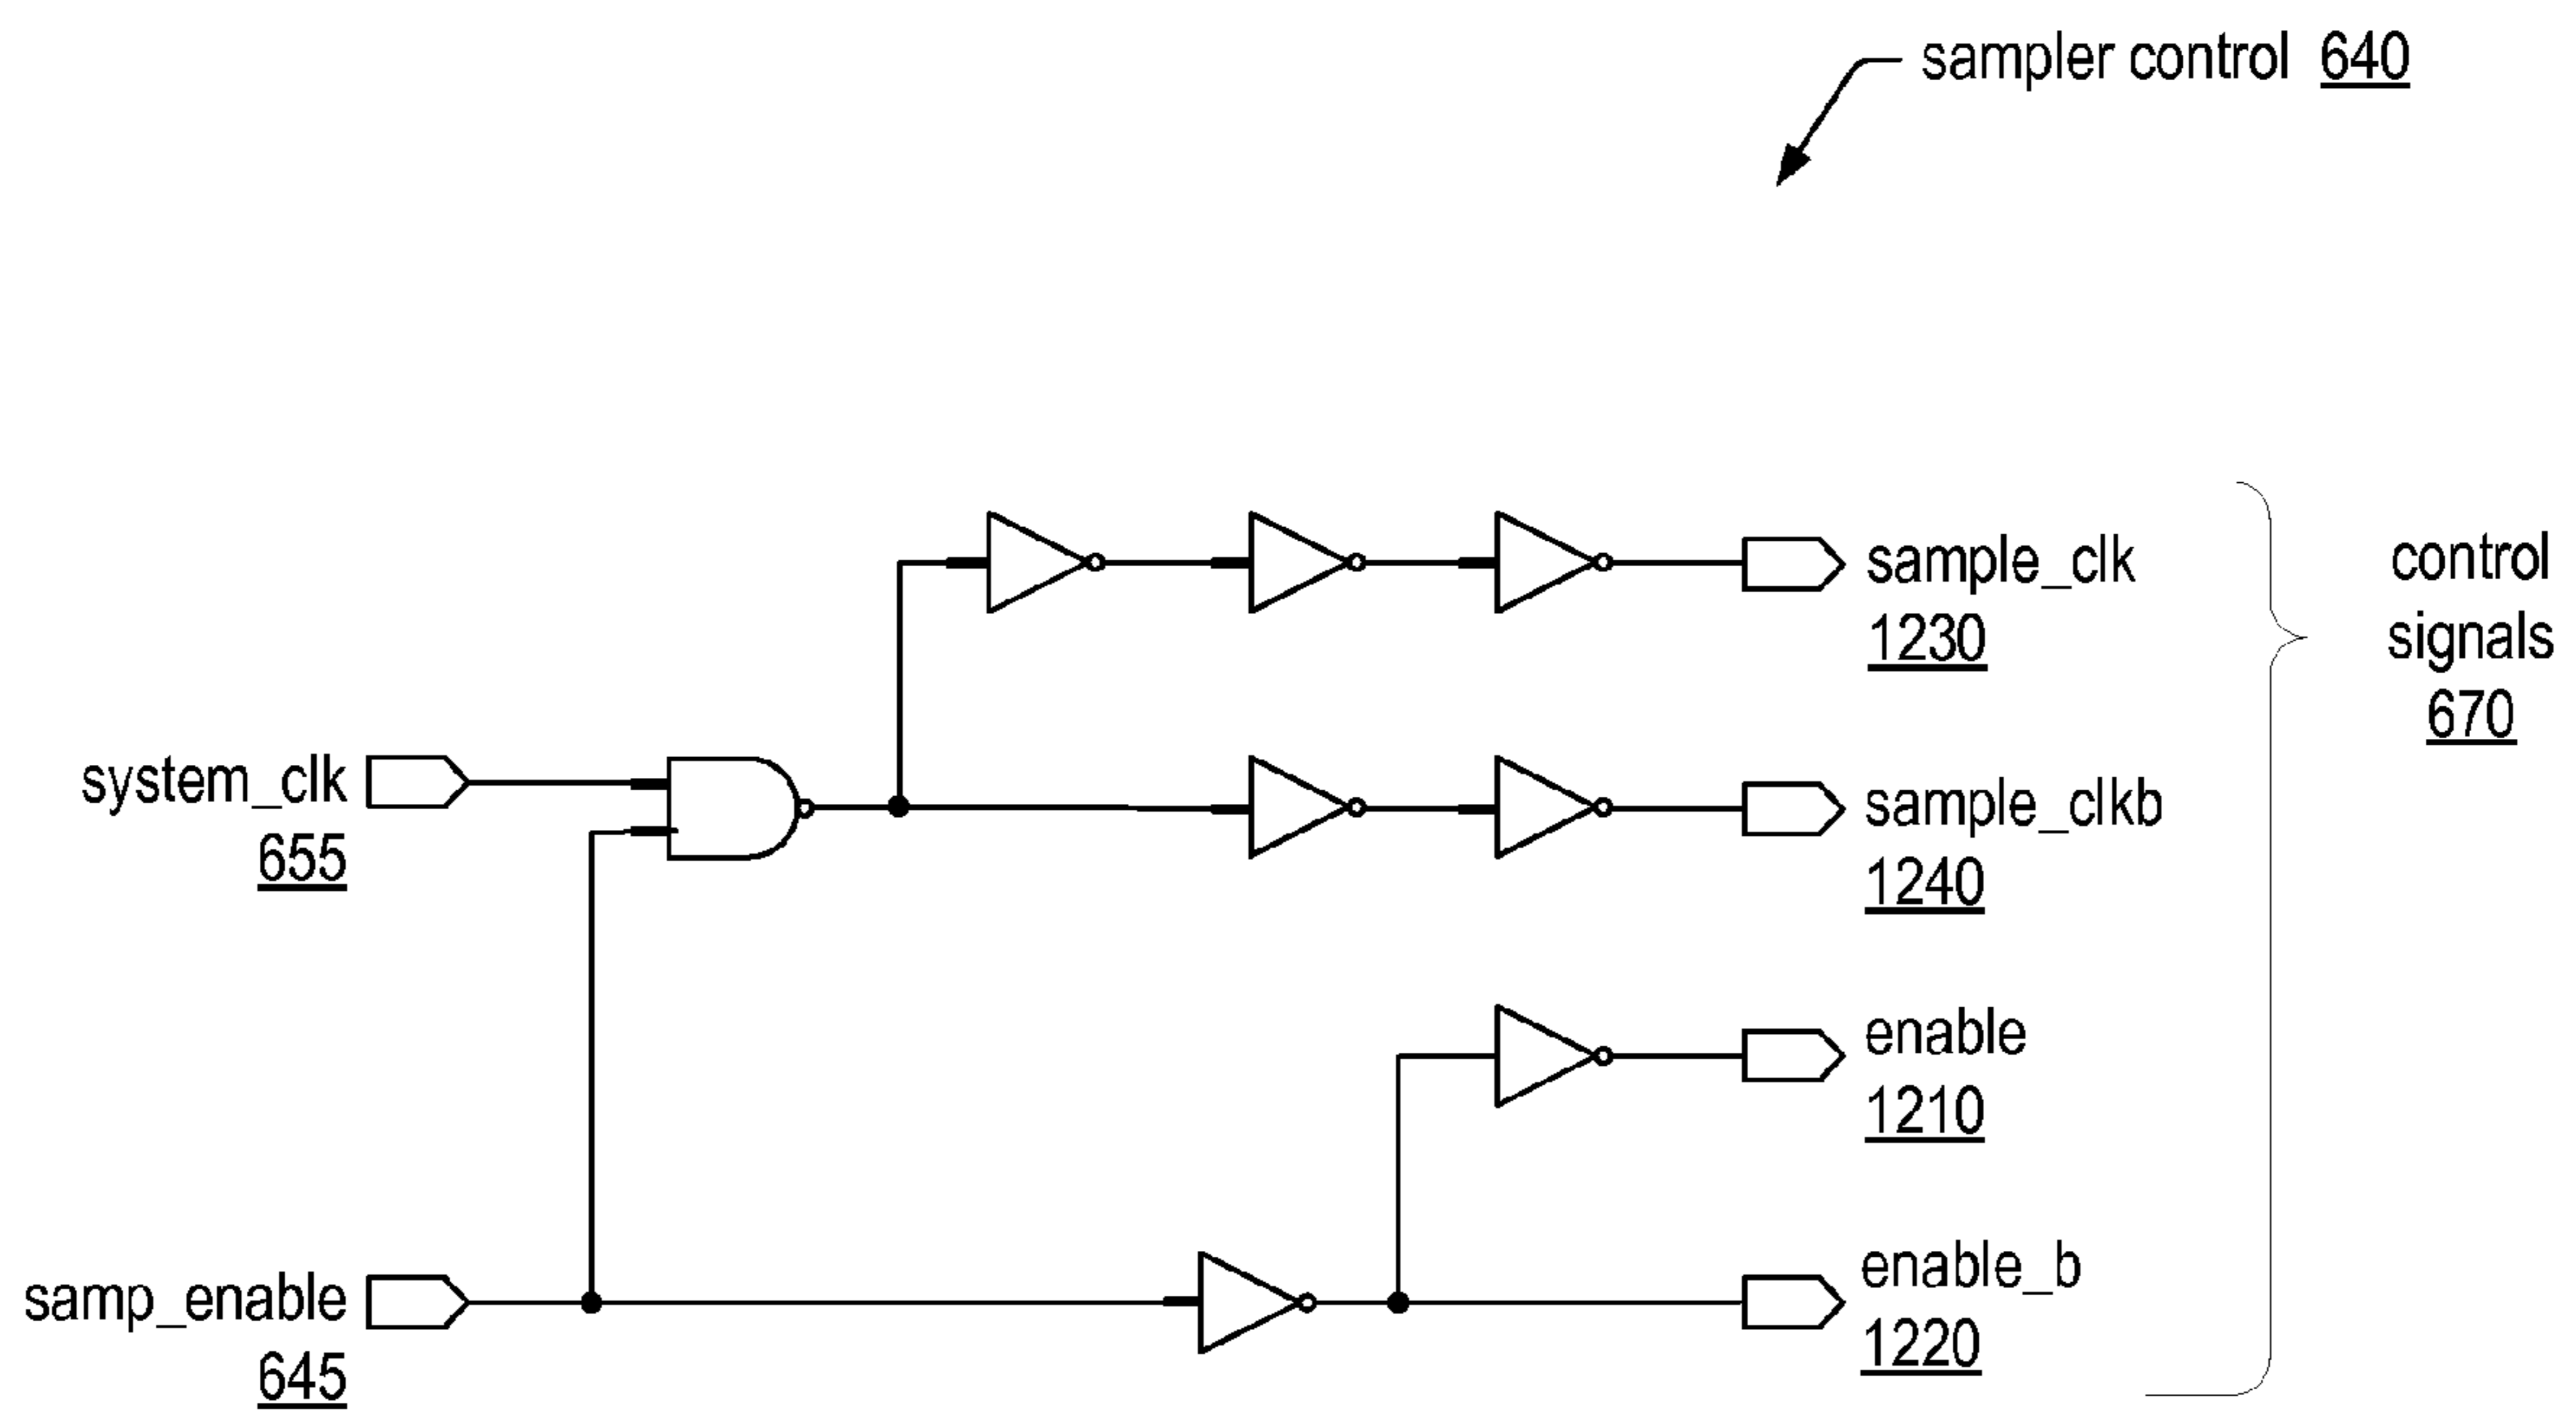 sampler control 640
sample_clk
1230
control
signals
670
system_clk
655
sample_clkb
1240
enable
1210
samp_enable
645
enable_b
1220